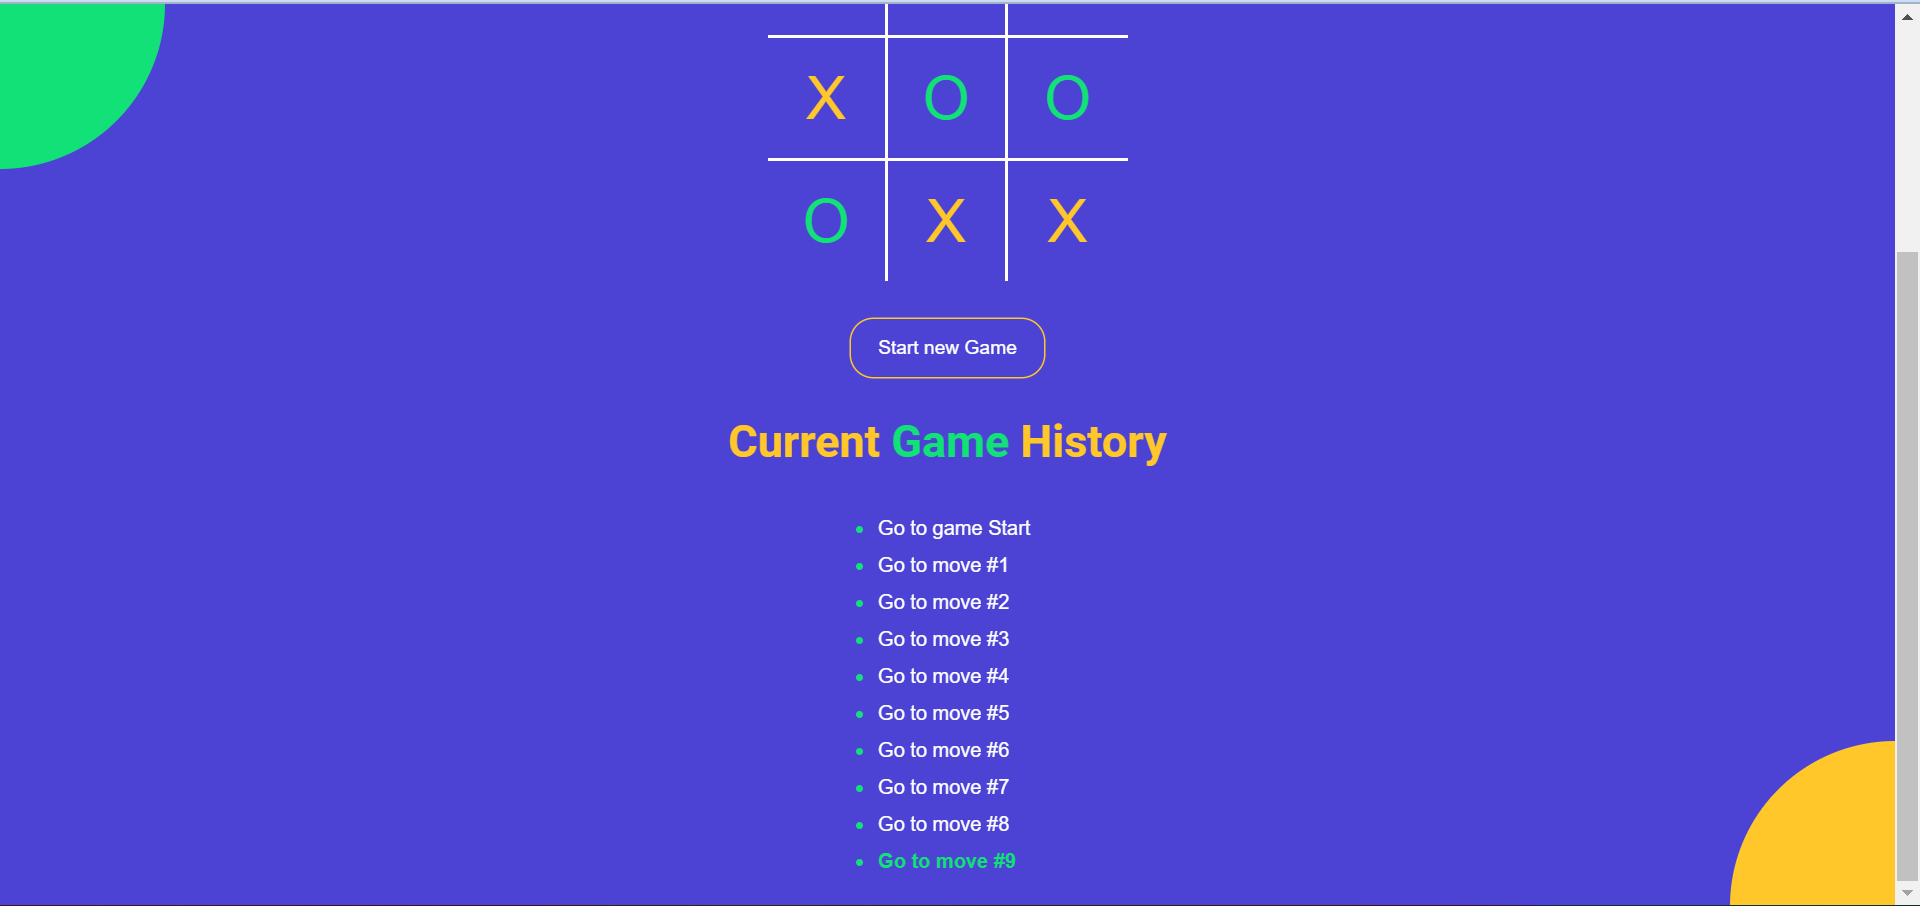 X O O
O X X
Start new Game
Current Game History
Go to game Start
Go to move #1
Go to move #2
Go to move #3
Go to move #4
Go to move #5
Go to move #6
Go to move #7
Go to move #8
Go to move #9